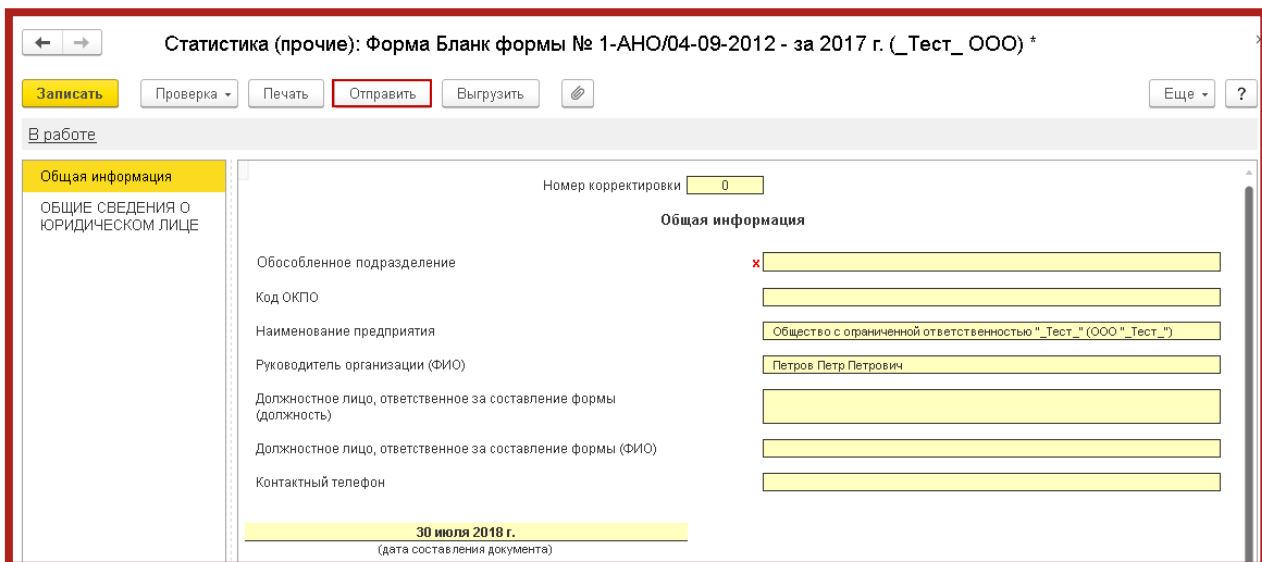 Статистика (прочие): Форма Бланк формы № 1-АНО/04-09-2012 - за 2017 г. (_Тест_ ООО) *
Записать Проверка Печать Отправить Выгрузить Еще ?
В работе
Общая информация
ОБЩИЕ СВЕДЕНИЯ О
ЮРИДИЧЕСКОМ ЛИЦЕ
Номер корректировки 0
Общая информация
Обособленное подразделение x
Код ОКПО
Наименование предприятия Общество с ограниченной ответственностью "_Тест_" (ООО "_Тест_")
Руководитель организации (ФИО) Петров Петр Петрович
Должностное лицо, ответственное за составление формы
(должность)
Должностное лицо, ответственное за составление формы (ФИО)
Контактный телефон
30 июля 2018 г.
(дата составления документа)